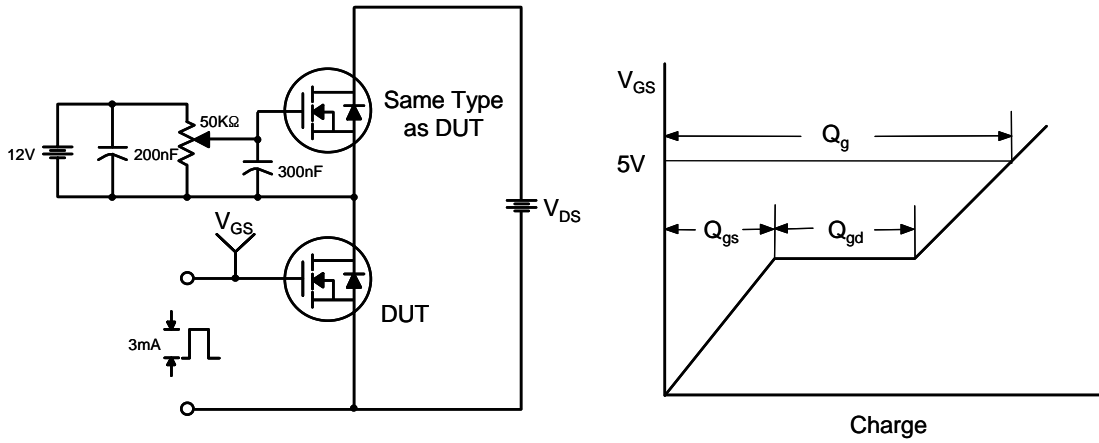 50KΩ
12V
200nF
300nF
Same Type
as DUT
V_GS
DUT
3mA
V_DS
V_GS
Q_g
5V
Q_gs
Q_gd
Charge